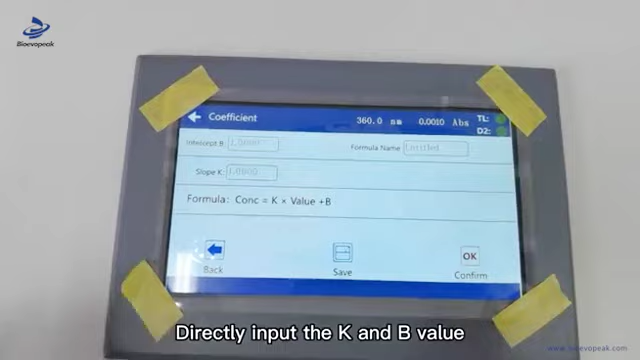 Bioevopeak
Coefficient
360.0 nm 0.0010 Abs TL:
D2:
Intercept B: 1.0000 Formula Name Untitled
Slope K: 1.0000
Formula: Conc = K × Value +B
Back Save OK Confirm
Directly input the K and B value
www.bioevopeak.com